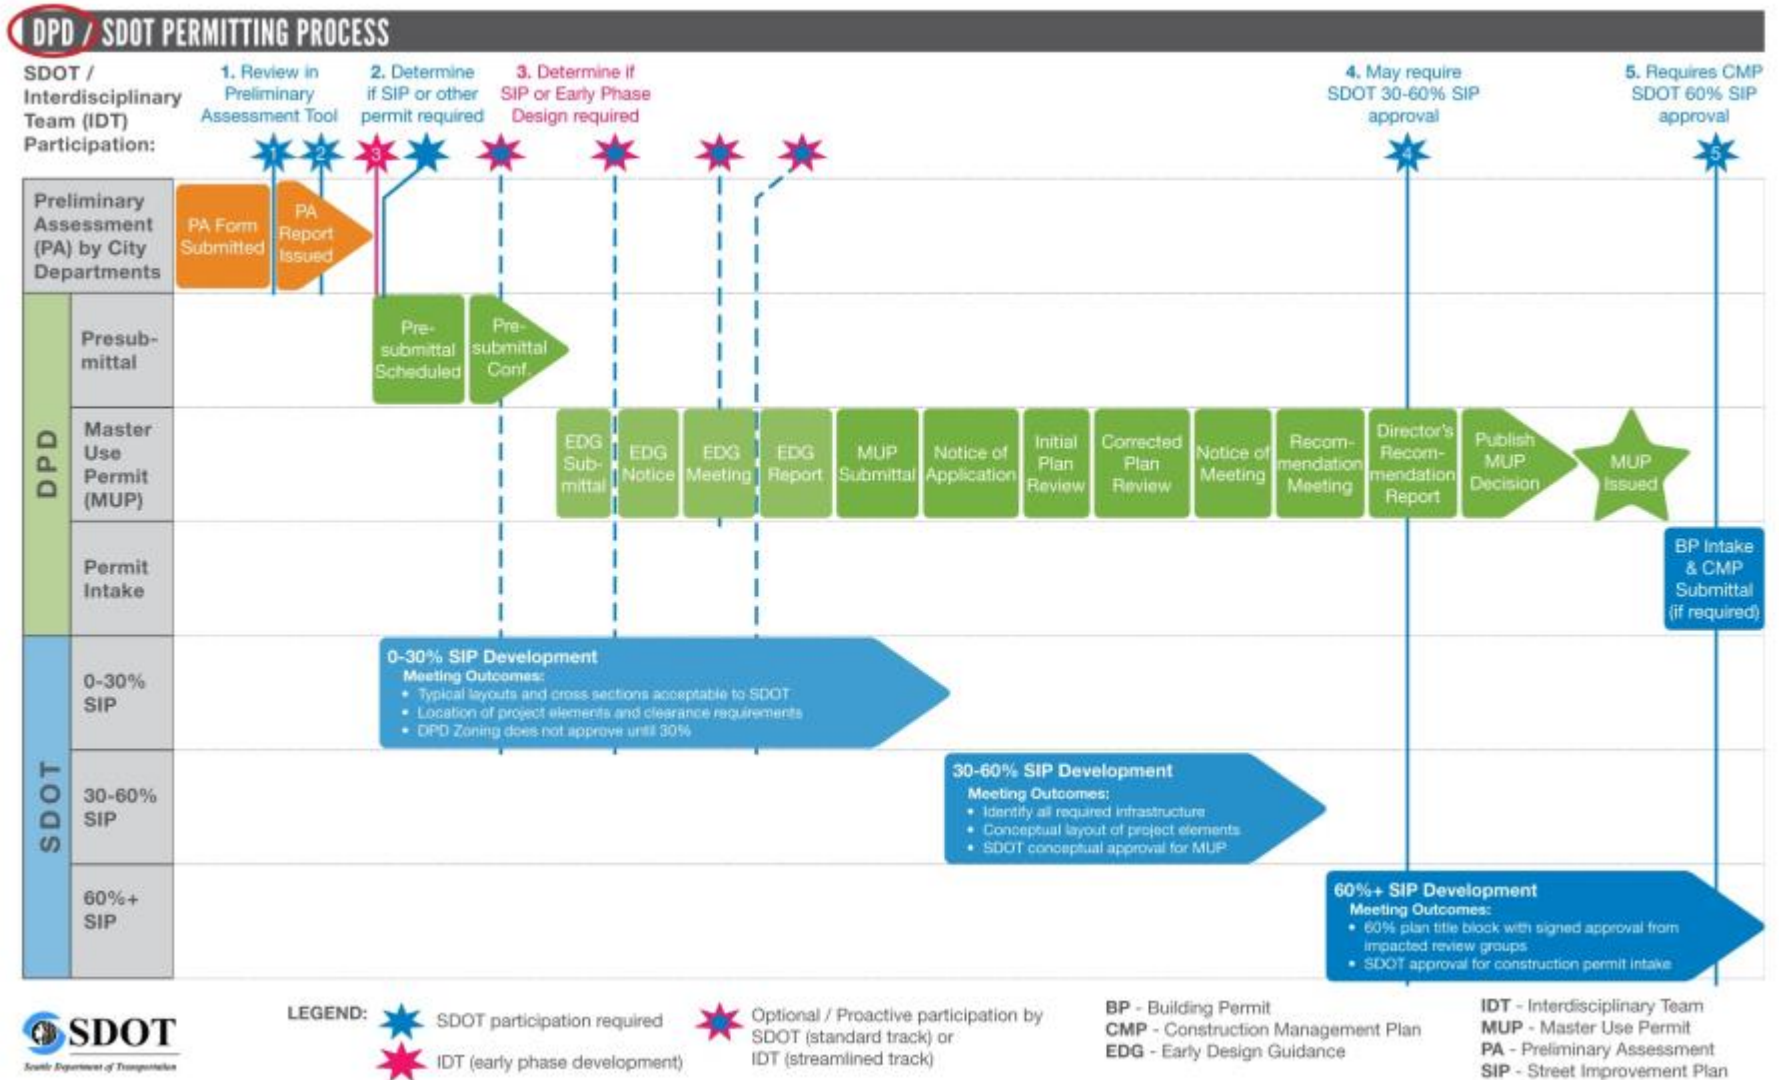 DPD / SDOT PERMITTING PROCESS
SDOT /
Interdisciplinary
Team (IDT)
Participation:
1. Review in
Preliminary
Assessment Tool
2. Determine
if SIP or other
permit required
3. Determine if
SIP or Early Phase
Design required
4. May require
SDOT 30-60% SIP
approval
5. Requires CMP
SDOT 60% SIP
approval
1
2
3
4
5
Preliminary
Assessment
(PA) by City
Departments
PA Form
Submitted
PA
Report
Issued
DPD
Presub-
mittal
Pre-
submittal
Scheduled
Pre-
submittal
Conf.
Master
Use
Permit
(MUP)
EDG
Sub-
mittal
EDG
Notice
EDG
Meeting
EDG
Report
MUP
Submittal
Notice of
Application
Initial
Plan
Review
Corrected
Plan
Review
Notice of
Meeting
Recom-
mendation
Meeting
Director's
Recom-
mendation
Report
Publish
MUP
Decision
MUP
Issued
Permit
Intake
BP Intake
& CMP
Submittal
(if required)
SDOT
0-30%
SIP
0-30% SIP Development
Meeting Outcomes:
• Typical layouts and cross sections acceptable to SDOT
• Location of project elements and clearance requirements
• DPD Zoning does not approve until 30%
30-60%
SIP
30-60% SIP Development
Meeting Outcomes:
• Identify all required infrastructure
• Conceptual layout of project elements
• SDOT conceptual approval for MUP
60%+
SIP
60%+ SIP Development
Meeting Outcomes:
• 60% plan title block with signed approval from
impacted review groups
• SDOT approval for construction permit intake
SDOT
Seattle Department of Transportation
LEGEND:
SDOT participation required
IDT (early phase development)
Optional / Proactive participation by
SDOT (standard track) or
IDT (streamlined track)
BP - Building Permit
CMP - Construction Management Plan
EDG - Early Design Guidance
IDT - Interdisciplinary Team
MUP - Master Use Permit
PA - Preliminary Assessment
SIP - Street Improvement Plan